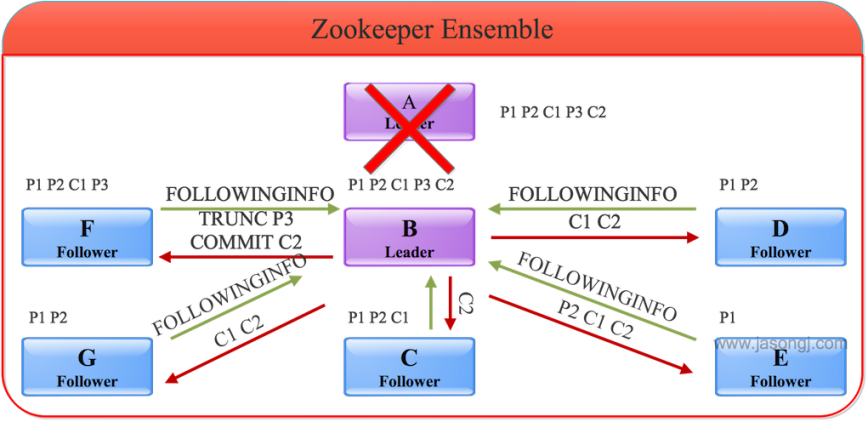 Zookeeper Ensemble
A
Leader
P1 P2 C1 P3 C2
P1 P2 C1 P3
FOLLOWINGINFO
P1 P2 C1 P3 C2
FOLLOWINGINFO
P1 P2
F
Follower
TRUNC P3
COMMIT C2
B
Leader
C1 C2
D
Follower
P1 P2
FOLLOWINGINFO
C1 C2
P1 P2 C1
C2
FOLLOWINGINFO
P2 C1 C2
P1
www.jasongj.com
G
Follower
C
Follower
E
Follower